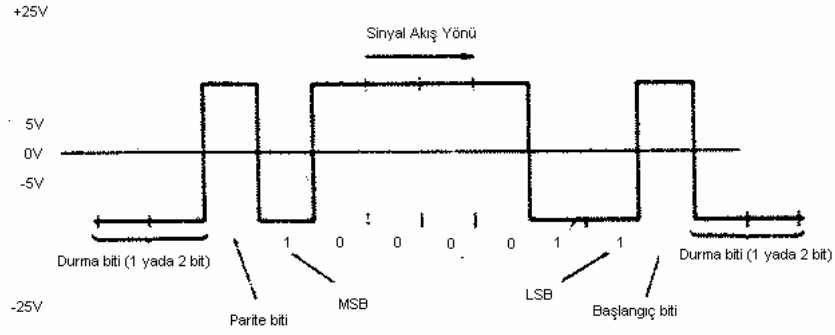 +25V
Sinyal Akış Yönü
5V
0V
-5V
1 0 0 0 0 1 1
Durma biti (1 yada 2 bit)
Durma biti (1 yada 2 bit)
MSB
LSB
Başlangıç biti
-25V
Parite biti